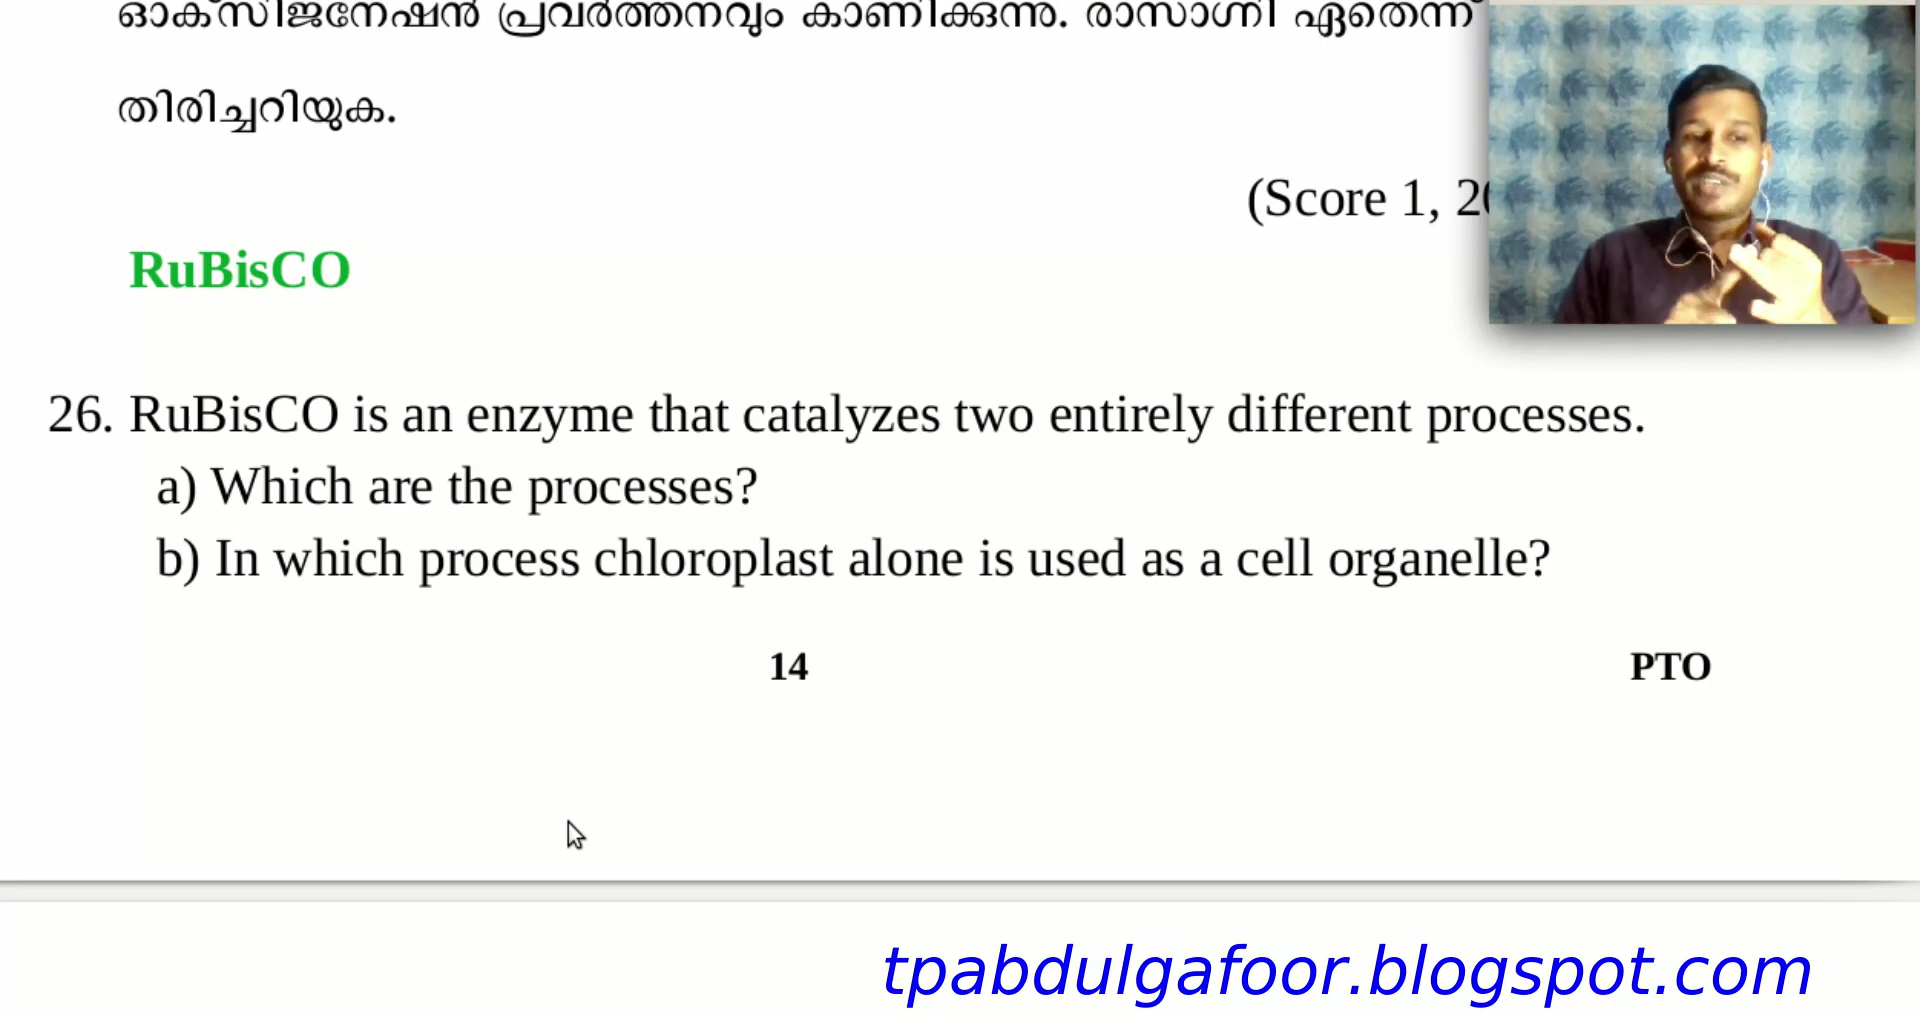 ഓക്സിജനേഷൻ പ്രവർത്തനവും കാണിക്കുന്നു. രാസാഗ്നി ഏതെന്ന്
തിരിച്ചറിയുക.
(Score 1,
RuBisCO
26. RuBisCO is an enzyme that catalyzes two entirely different processes.
a) Which are the processes?
b) In which process chloroplast alone is used as a cell organelle?
14 PTO
tpabdulgafoor.blogspot.com